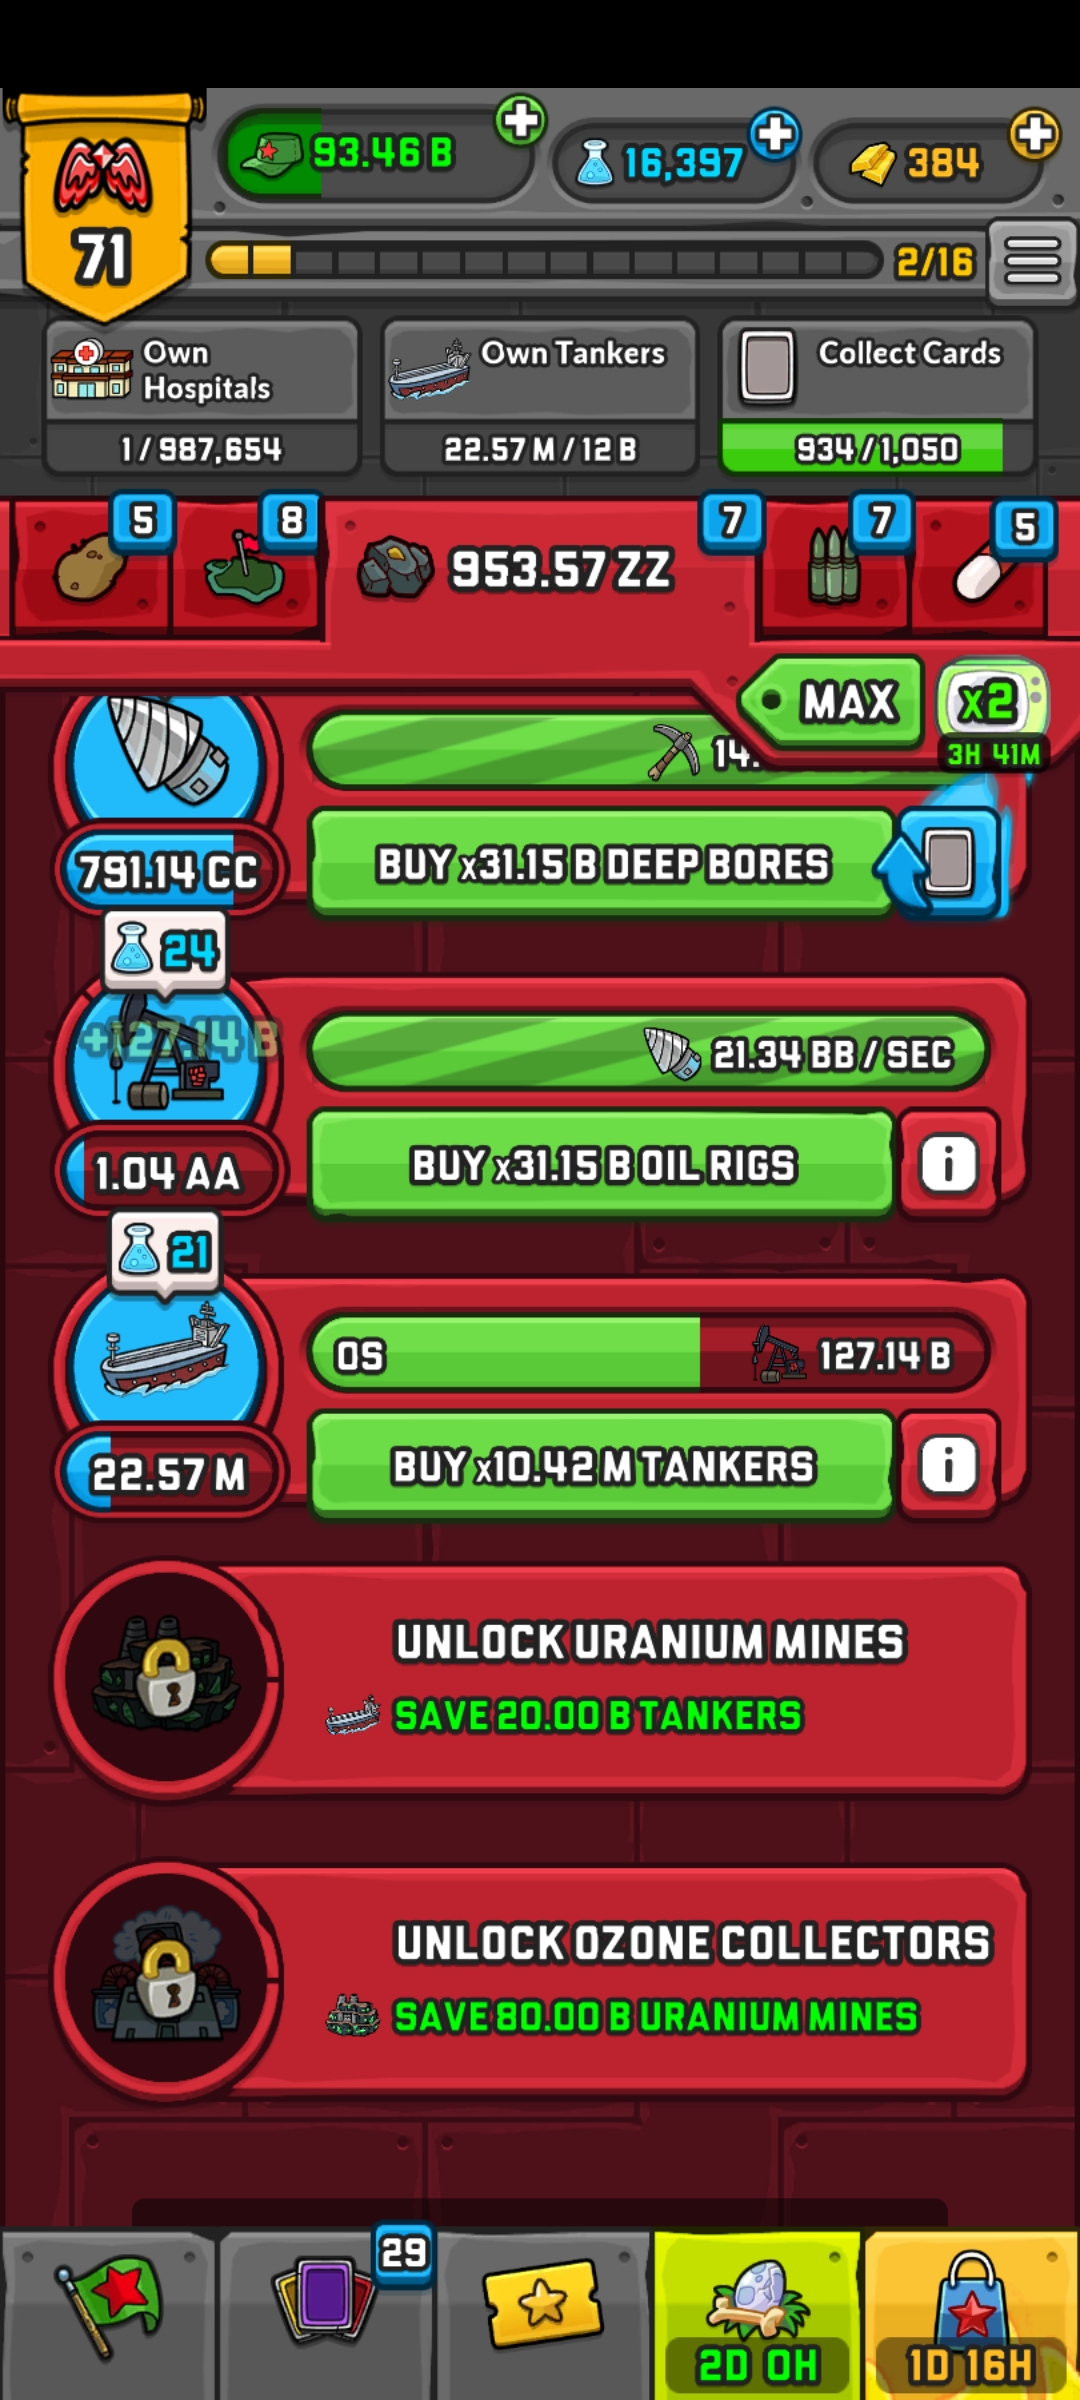 71
93.46 B
16,397
384
2/16
Own
Hospitals
1/987,654
Own Tankers
22.57 M/12 B
Collect Cards
934/1,050
5
8
953.57 ZZ
7
7
5
MAX
x2
3H 41M
14.
791.14 CC
BUY x31.15 B DEEP BORES
24
+127.14 B
21.34 BB/SEC
1.04 AA
BUY x31.15 B OIL RIGS
i
21
0S
127.14 B
22.57 M
BUY x10.42 M TANKERS
i
UNLOCK URANIUM MINES
SAVE 20.00 B TANKERS
UNLOCK OZONE COLLECTORS
SAVE 80.00 B URANIUM MINES
29
2D 0H
1D 16H